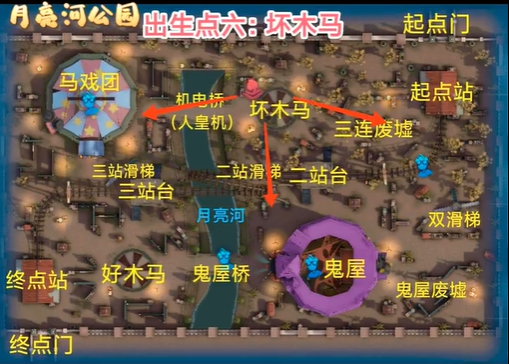 月亮河公园
出生点六：坏木马
起点门
马戏团
起点站
机电桥
（人皇机）
坏木马
三连废墟
三站滑梯
二站滑梯
二站台
三站台
月亮河
双滑梯
终点站
好木马
鬼屋桥
鬼屋
鬼屋废墟
终点门